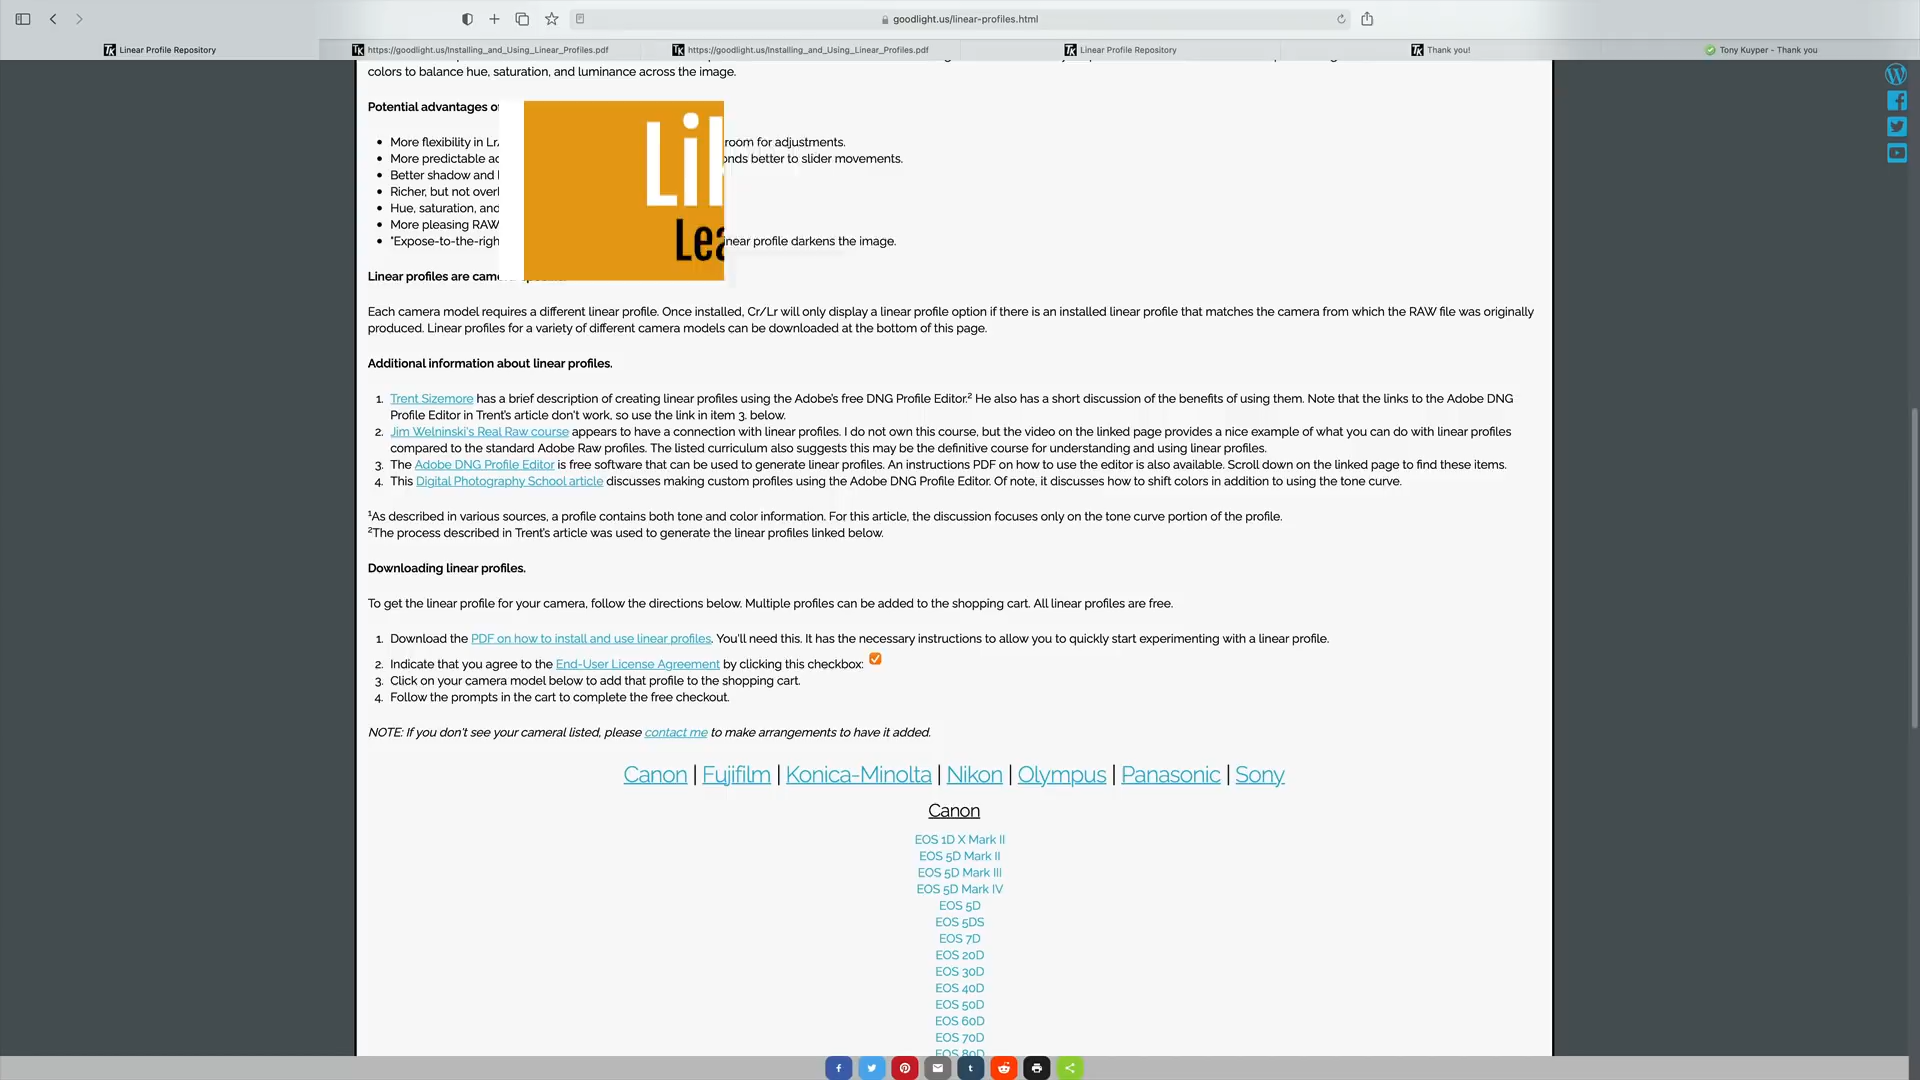 goodlight.us/linear-profiles.html
Linear Profile Repository
https://goodlight.us/Installing_and_Using_Linear_Profiles.pdf
https://goodlight.us/Installing_and_Using_Linear_Profiles.pdf
Linear Profile Repository
Thank you!
Tony Kuyper - Thank you
colors to balance hue, saturation, and luminance across the image.
Potential advantages
More flexibility in room for adjustments.
More predictable better to slider movements.
Better shadow and
Richer, but not
Hue, saturation, and
More pleasing RAW
profile darkens the image.
Linear profiles are
Each camera model requires a different linear profile. Once installed, Cr/Lr will only display a linear profile option if there is an installed linear profile that matches the camera from which the RAW file was originally
produced. Linear profiles for a variety of different camera models can be downloaded at the bottom of this page.
Additional information about linear profiles.
1. Trent Sizemore has a brief description of creating linear profiles using the Adobe's free DNG Profile Editor.² He also has a short discussion of the benefits of using them. Note that the links to the Adobe DNG
Profile Editor in Trent's article don't work, so use the link in item 3. below.
2. Jim Welninski's Real Raw course appears to have a connection with linear profiles. I do not own this course, but the video on the linked page provides a nice example of what you can do with linear profiles
compared to the standard Adobe Raw profiles. The listed curriculum also suggests this may be the definitive course for understanding and using linear profiles.
3. The Adobe DNG Profile Editor is free software that can be used to generate linear profiles. An instructions PDF on how to use the editor is also available. Scroll down on the linked page to find these items.
4. This Digital Photography School article discusses making custom profiles using the Adobe DNG Profile Editor. Of note, it discusses how to shift colors in addition to using the tone curve.
¹As described in various sources, a profile contains both tone and color information. For this article, the discussion focuses only on the tone curve portion of the profile.
²The process described in Trent's article was used to generate the linear profiles linked below.
Downloading linear profiles.
To get the linear profile for your camera, follow the directions below. Multiple profiles can be added to the shopping cart. All linear profiles are free.
1. Download the PDF on how to install and use linear profiles. You'll need this. It has the necessary instructions to allow you to quickly start experimenting with a linear profile.
2. Indicate that you agree to the End-User License Agreement by clicking this checkbox:
3. Click on your camera model below to add that profile to the shopping cart.
4. Follow the prompts in the cart to complete the free checkout.
NOTE: If you don't see your cameral listed, please contact me to make arrangements to have it added.
Canon | Fujifilm | Konica-Minolta | Nikon | Olympus | Panasonic | Sony
Canon
EOS 1D X Mark II
EOS 5D Mark II
EOS 5D Mark III
EOS 5D Mark IV
EOS 5D
EOS 5DS
EOS 7D
EOS 20D
EOS 30D
EOS 40D
EOS 50D
EOS 60D
EOS 70D
EOS 80D